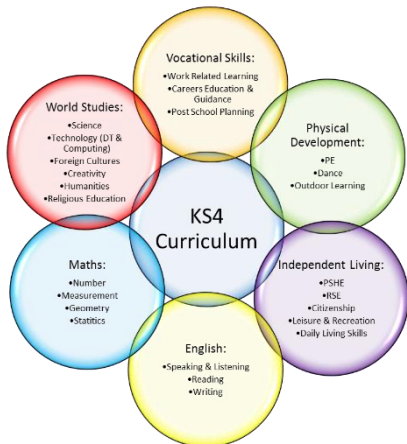 Vocational Skills:
•Work Related Learning
•Careers Education &
Guidance
•Post School Planning
Physical
Development:
•PE
•Dance
•Outdoor Learning
Independent Living:
•PSHE
•RSE
•Citizenship
•Leisure & Recreation
•Daily Living Skills
English:
•Speaking & Listening
•Reading
•Writing
Maths:
•Number
•Measurement
•Geometry
•Statitics
World Studies:
•Science
•Technology (DT &
Computing)
•Foreign Cultures
•Creativity
•Humanities
•Religious Education
KS4
Curriculum